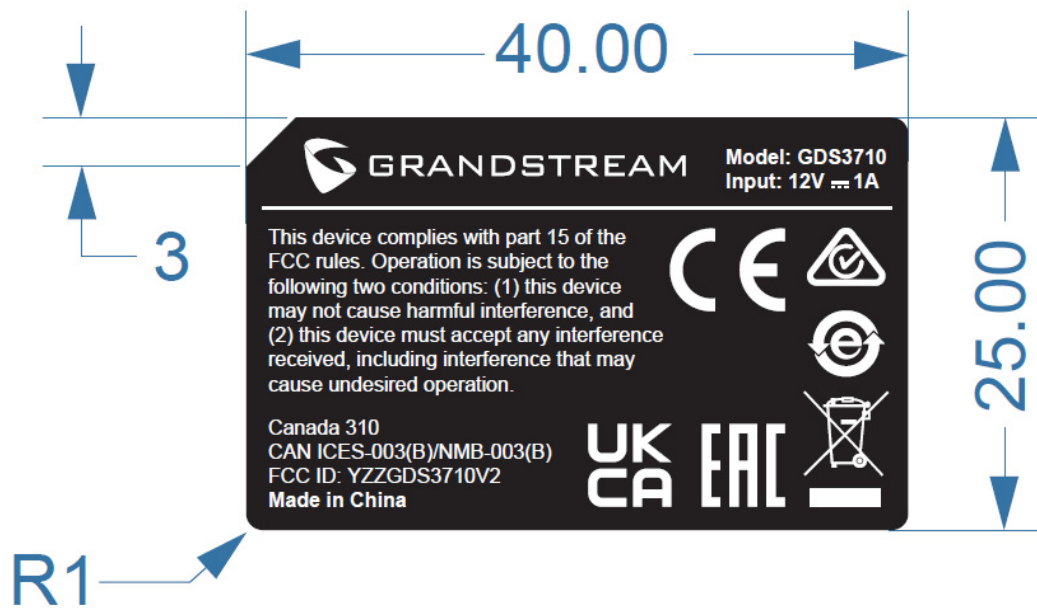 40.00
GRANDSTREAM
Model: GDS3710
Input: 12V ⎓ 1A
3
This device complies with part 15 of the
FCC rules. Operation is subject to the
following two conditions: (1) this device
may not cause harmful interference, and
(2) this device must accept any interference
received, including interference that may
cause undesired operation.
CE
e
25.00
Canada 310
CAN ICES-003(B)/NMB-003(B)
FCC ID: YZZGDS3710V2
Made in China
UK
CA
EAC
R1